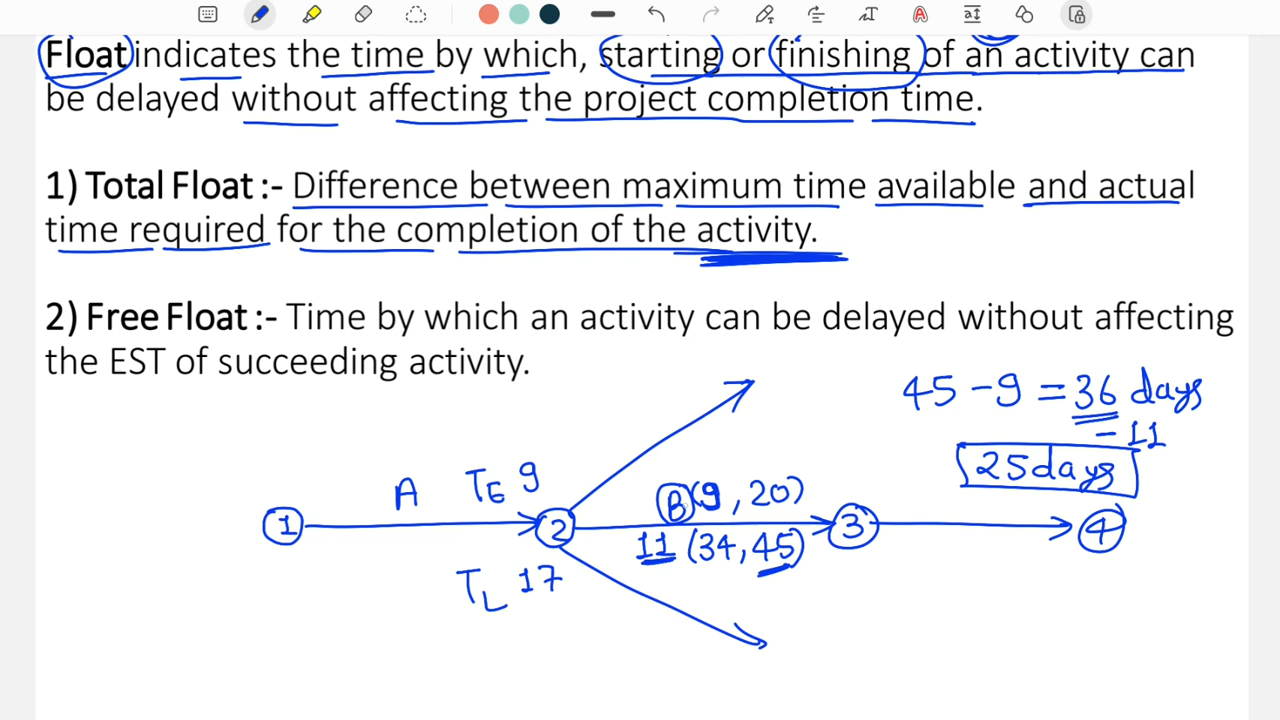 Float indicates the time by which, starting or finishing of an activity can
be delayed without affecting the project completion time.
1) Total Float :- Difference between maximum time available and actual
time required for the completion of the activity.
2) Free Float :- Time by which an activity can be delayed without affecting
the EST of succeeding activity.
45 - 9 = 36 days
- 11
25 days
A TE 9
B (9, 20)
1 2 3 4
11 (34, 45)
TL 17